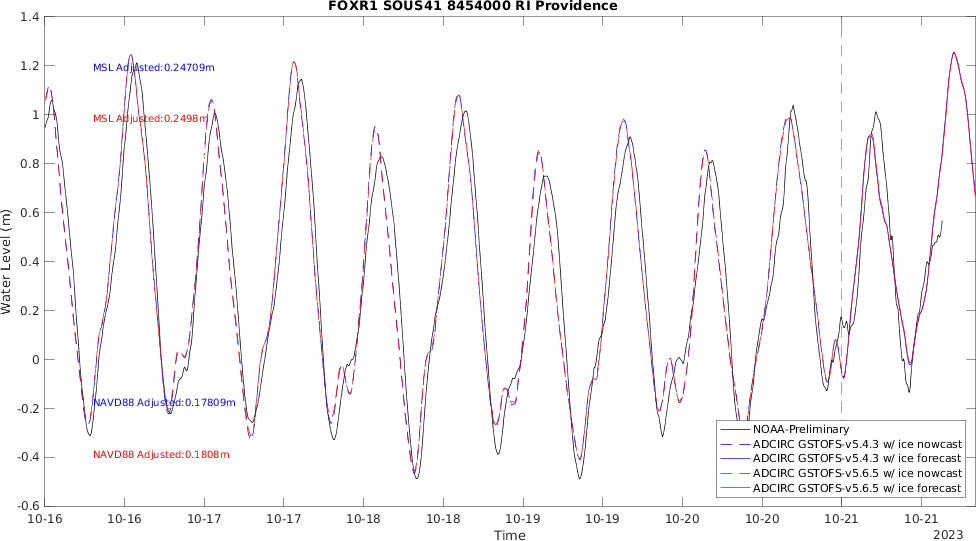 FOXR1 SOUS41 8454000 RI Providence
Water Level (m)
1.4
1.2
1
0.8
0.6
0.4
0.2
0
-0.2
-0.4
-0.6
MSL Adjusted:0.24709m
MSL Adjusted:0.2498m
NAVD88 Adjusted:0.17809m
NAVD88 Adjusted:0.1808m
NOAA-Preliminary
ADCIRC GSTOFS-v5.4.3 w/ ice nowcast
ADCIRC GSTOFS-v5.4.3 w/ ice forecast
ADCIRC GSTOFS-v5.6.5 w/ ice nowcast
ADCIRC GSTOFS-v5.6.5 w/ ice forecast
10-16 10-16 10-17 10-17 10-18 10-18 10-19 10-19 10-20 10-20 10-21 10-21
Time
2023